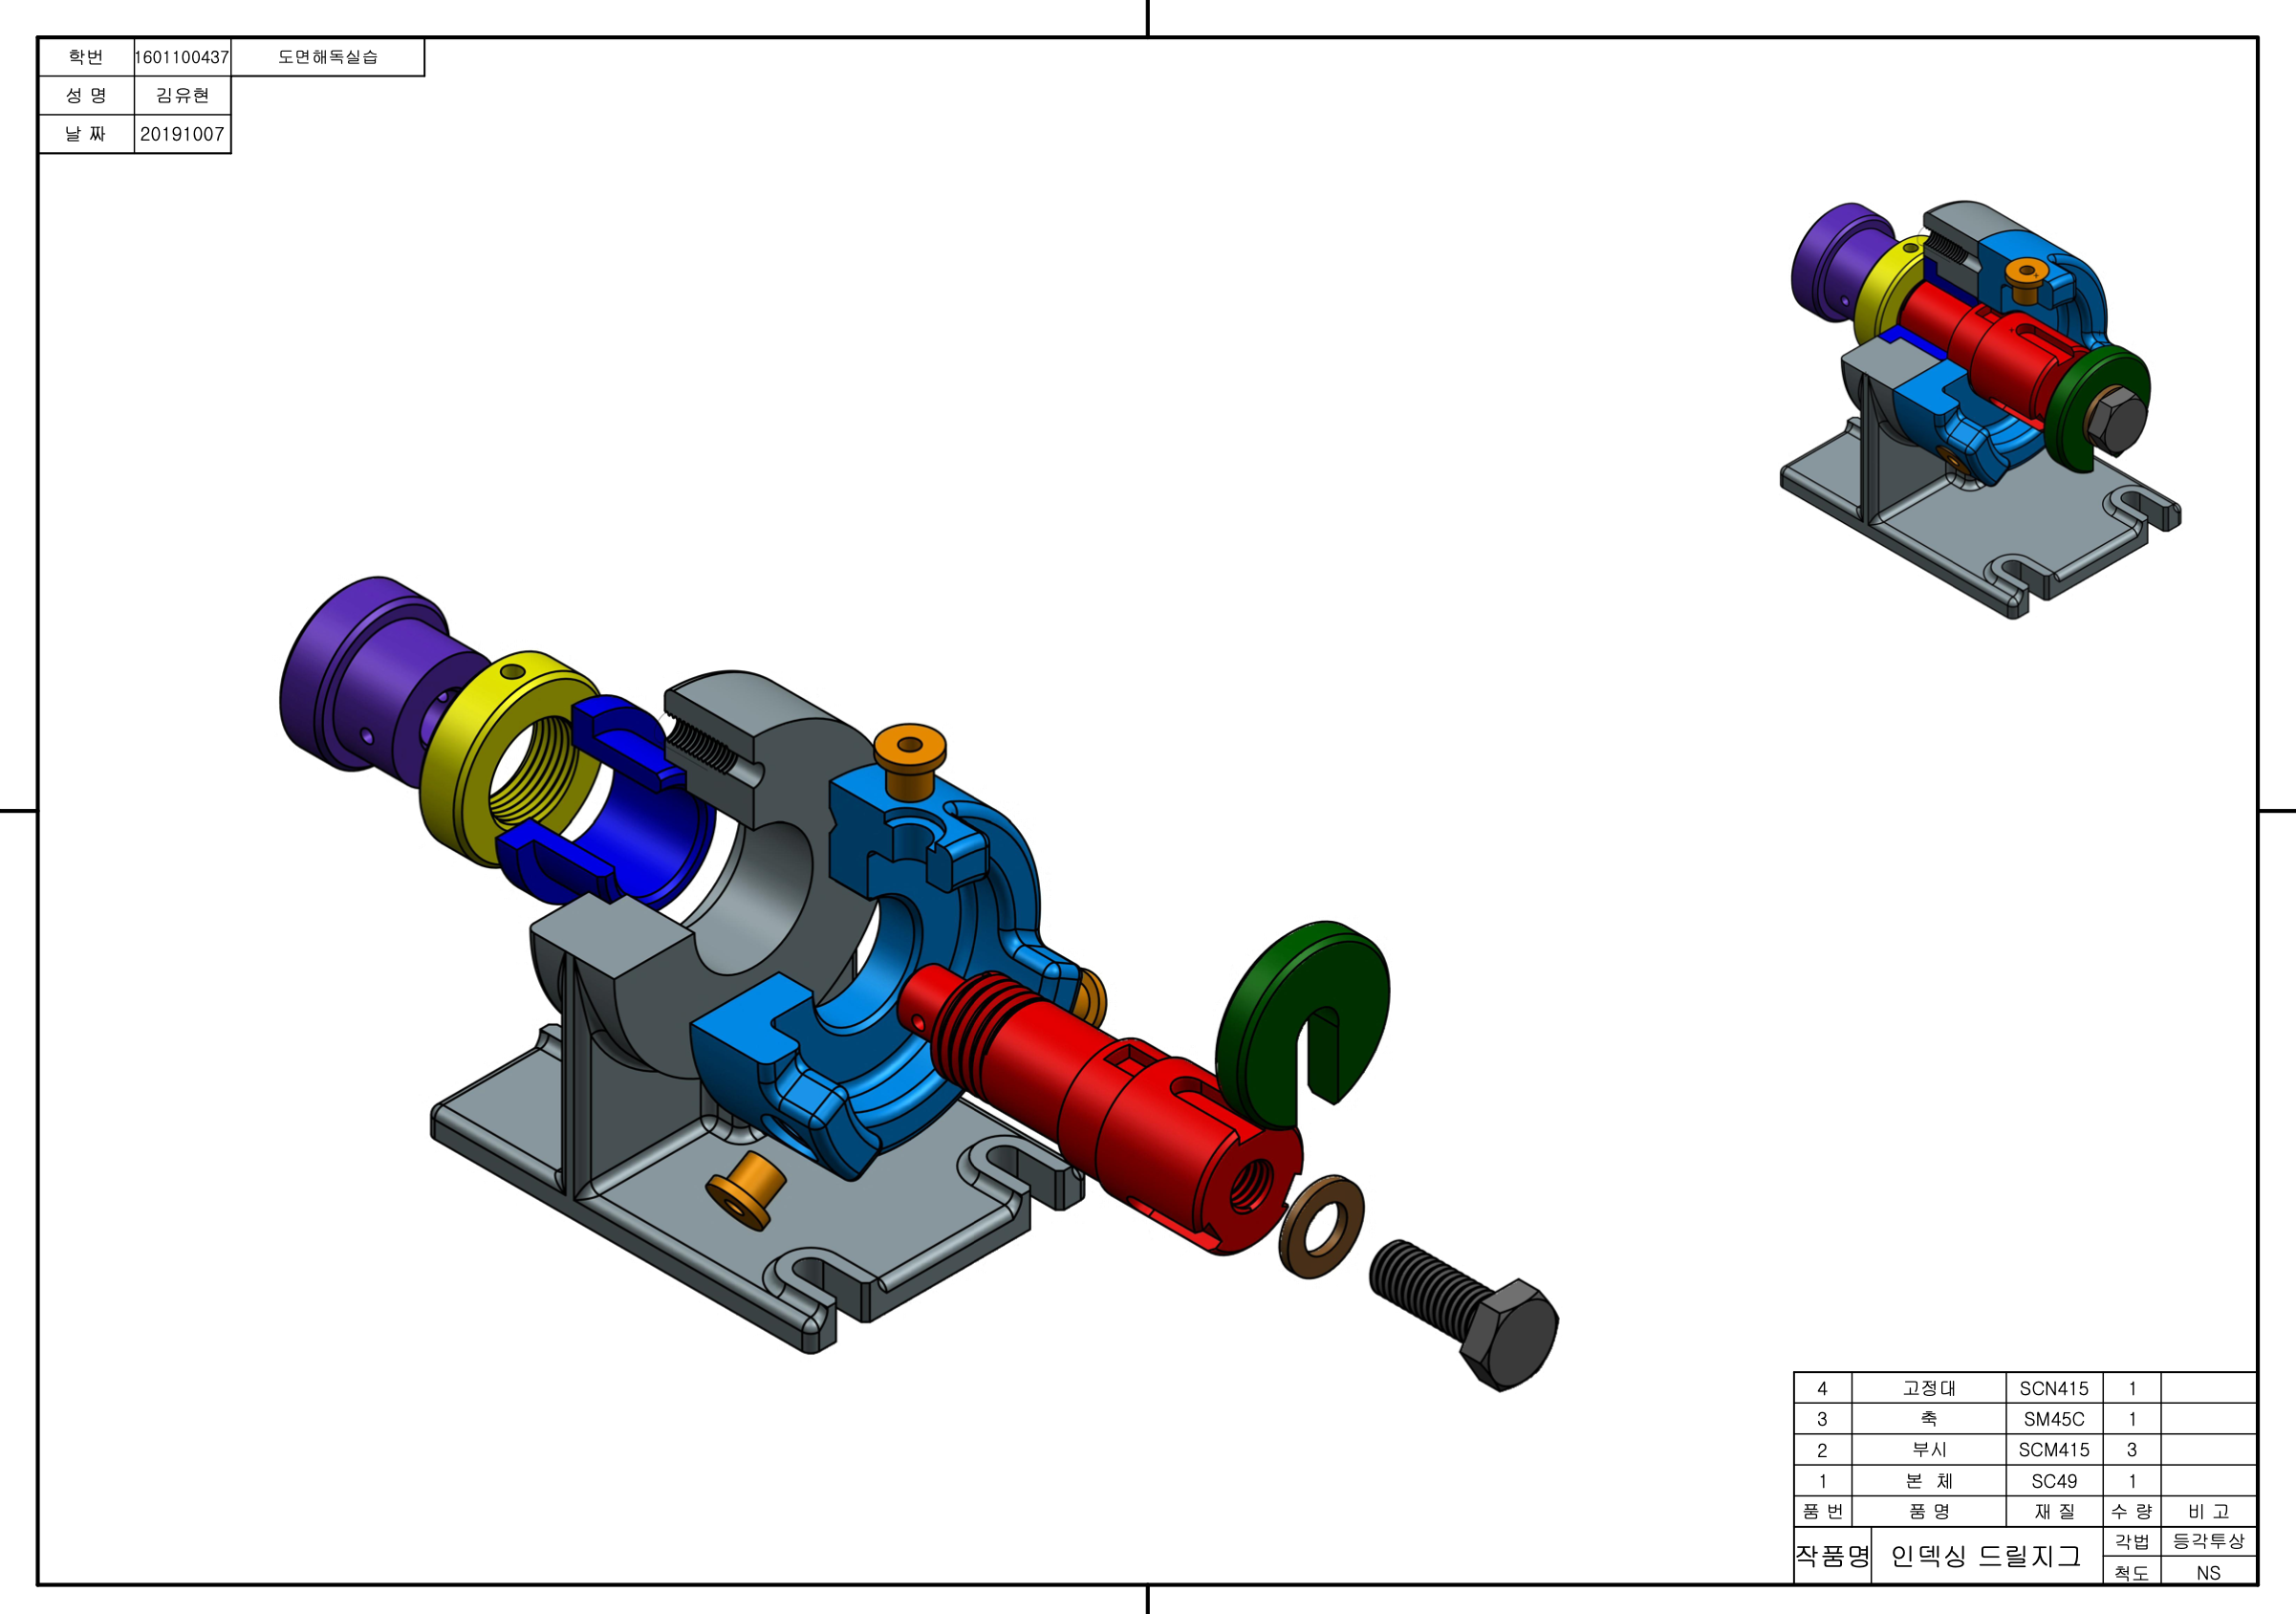 학번 1601100437 도면해독실습
성 명 김유현
날 짜 20191007
4 고정대 SCN415 1
3 축 SM45C 1
2 부시 SCM415 3
1 본 체 SC49 1
품 번 품 명 재 질 수 량 비 고
작품명 인덱싱 드릴지그 각법 등각투상
척도 NS